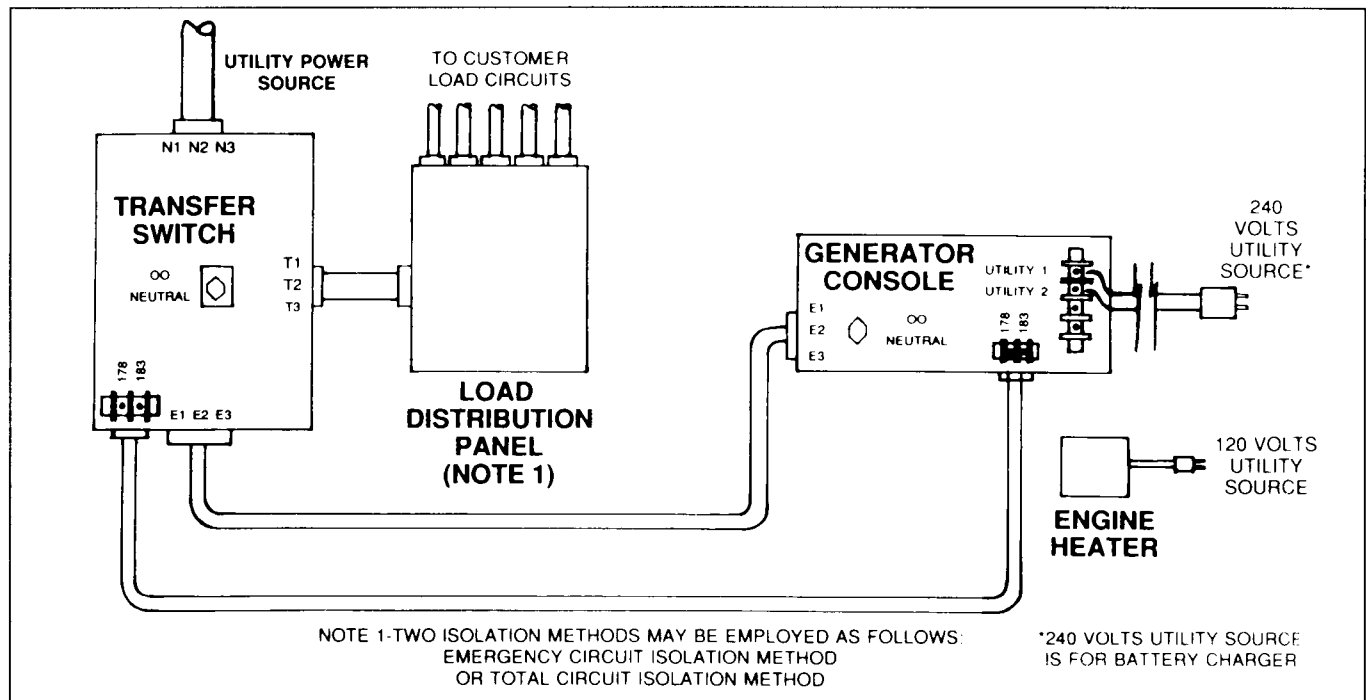 UTILITY POWER
SOURCE
TO CUSTOMER
LOAD CIRCUITS
N1 N2 N3
TRANSFER
SWITCH
OO
NEUTRAL
T1
T2
T3
178
183
E1 E2 E3
LOAD
DISTRIBUTION
PANEL
(NOTE 1)
GENERATOR
CONSOLE
UTILITY 1
UTILITY 2
E1
E2
E3
OO
NEUTRAL
178
183
240
VOLTS
UTILITY
SOURCE*
120 VOLTS
UTILITY
SOURCE
ENGINE
HEATER
NOTE 1-TWO ISOLATION METHODS MAY BE EMPLOYED AS FOLLOWS:
EMERGENCY CIRCUIT ISOLATION METHOD
OR TOTAL CIRCUIT ISOLATION METHOD
*240 VOLTS UTILITY SOURCE
IS FOR BATTERY CHARGER